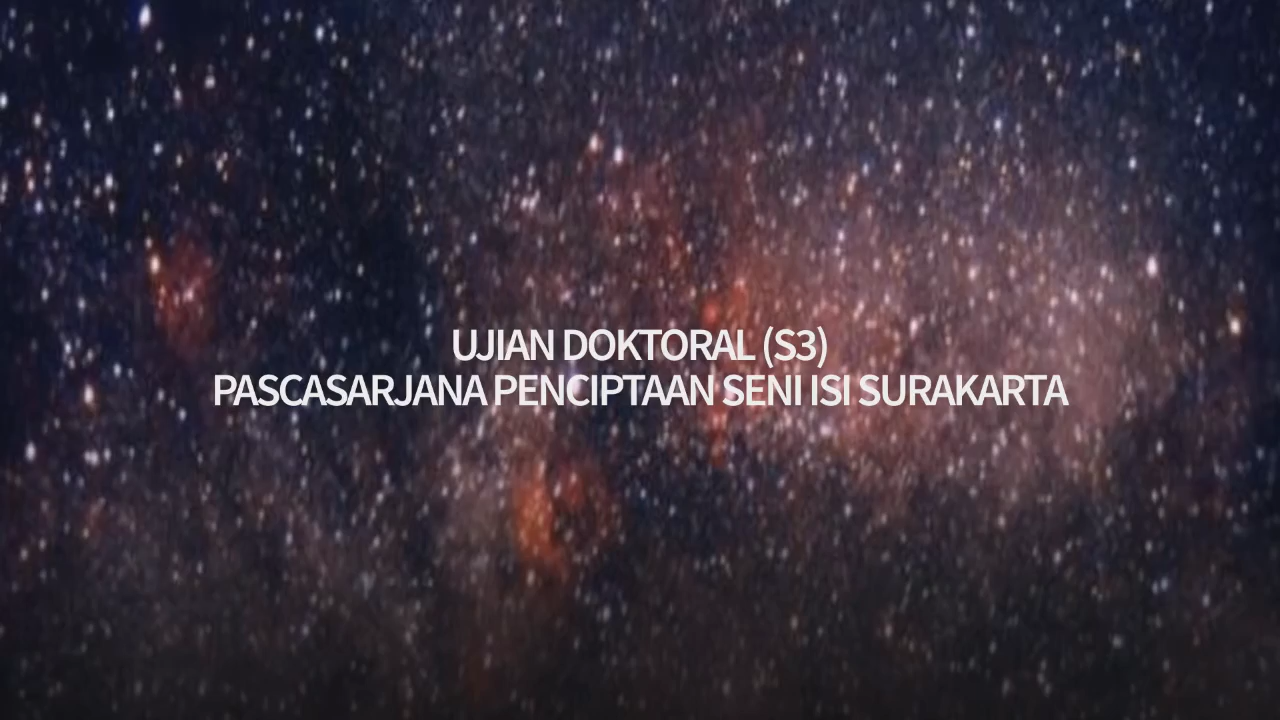 UJIAN DOKTORAL (S3)
PASCASARJANA PENCIPTAAN SENI ISI SURAKARTA